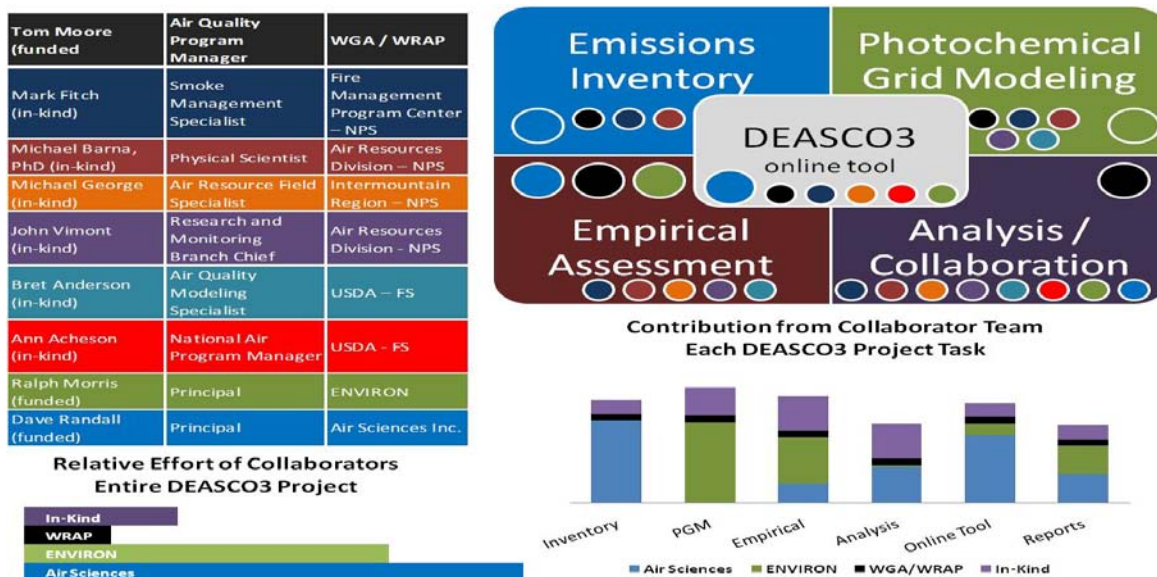 Tom Moore
(funded
Air Quality
Program
Manager
WGA / WRAP
Mark Fitch
(in-kind)
Smoke
Management
Specialist
Fire
Management
Program Center
– NPS
Michael Barna,
PhD (in-kind)
Physical Scientist
Air Resources
Division – NPS
Michael George
(in-kind)
Air Resource Field
Specialist
Intermountain
Region – NPS
John Vimont
(in-kind)
Research and
Monitoring
Branch Chief
Air Resources
Division - NPS
Bret Anderson
(in-kind)
Air Quality
Modeling
Specialist
USDA – FS
Ann Acheson
(in-kind)
National Air
Program Manager
USDA - FS
Ralph Morris
(funded)
Principal
ENVIRON
Dave Randall
(funded)
Principal
Air Sciences Inc.
Relative Effort of Collaborators
Entire DEASCO3 Project
In-Kind
WRAP
ENVIRON
Air Sciences
Emissions
Inventory
Photochemical
Grid Modeling
DEASCO3
online tool
Empirical
Assessment
Analysis /
Collaboration
Contribution from Collaborator Team
Each DEASCO3 Project Task
Inventory
PGM
Empirical
Analysis
Online Tool
Reports
Air Sciences
ENVIRON
WGA/WRAP
In-Kind